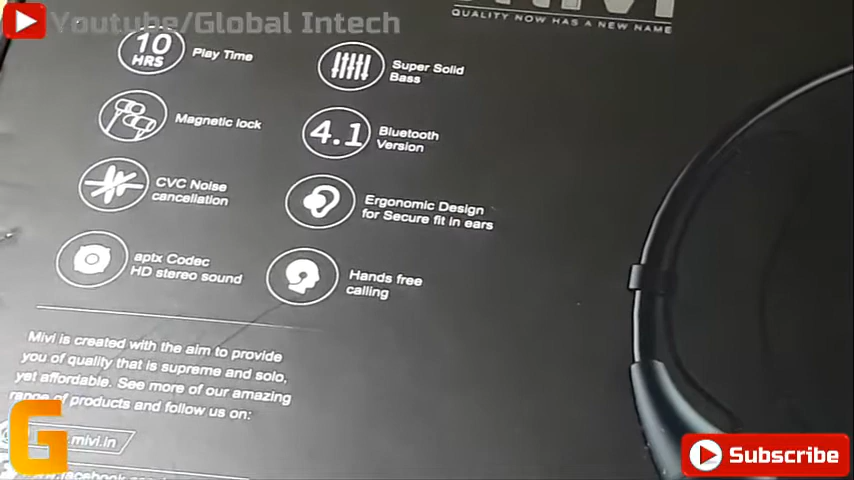 Youtube/Global Intech
QUALITY NOW HAS A NEW NAME
10
HRS
Play Time
Super Solid
Bass
Magnetic lock
4.1
Bluetooth
Version
CVC Noise
cancellation
Ergonomic Design
for Secure fit in ears
aptx Codec
HD stereo sound
Hands free
calling
Mivi is created with the aim to provide
you of quality that is supreme and solo,
yet affordable. See more of our amazing
range of products and follow us on:
.mivi.in
G
Subscribe